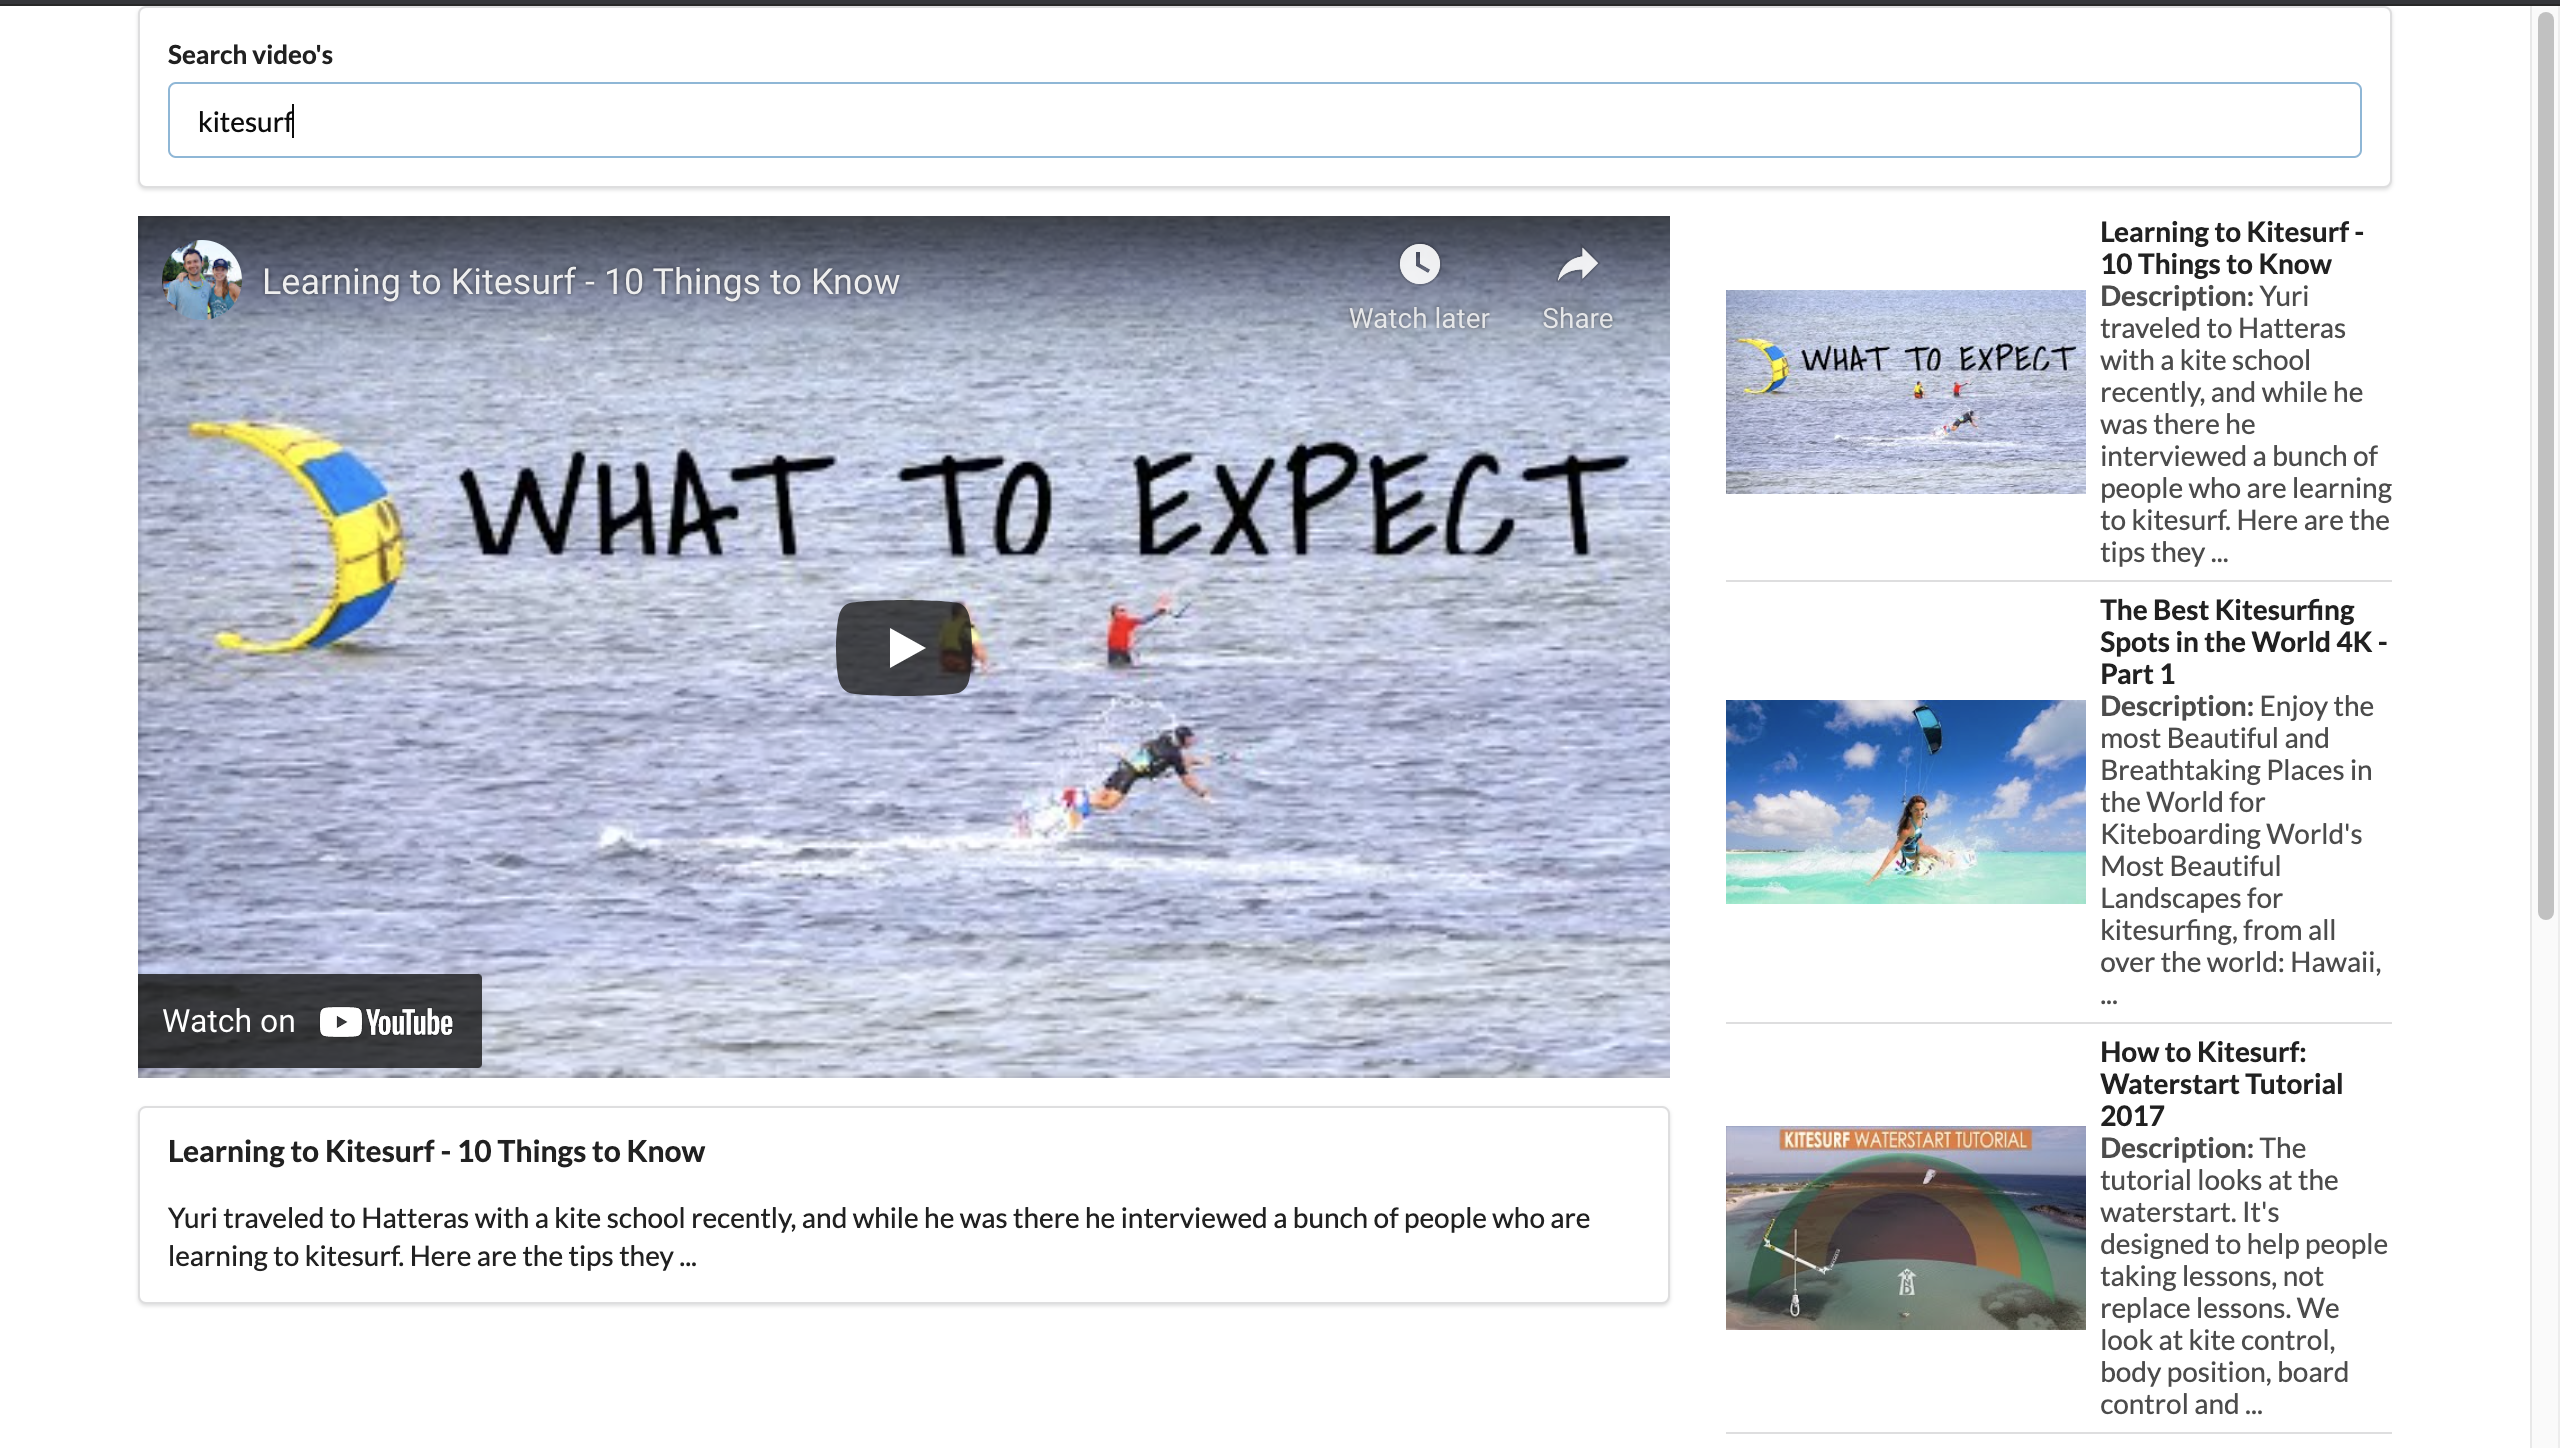 Search video's
kitesurf
Learning to Kitesurf - 10 Things to Know
Watch later
Share
WHAT TO EXPECT
Watch on YouTube
Learning to Kitesurf - 10 Things to Know
Yuri traveled to Hatteras with a kite school recently, and while he was there he interviewed a bunch of people who are
learning to kitesurf. Here are the tips they ...
WHAT TO EXPECT
Learning to Kitesurf -
10 Things to Know
Description: Yuri
traveled to Hatteras
with a kite school
recently, and while he
was there he
interviewed a bunch of
people who are learning
to kitesurf. Here are the
tips they ...
The Best Kitesurfing
Spots in the World 4K -
Part 1
Description: Enjoy the
most Beautiful and
Breathtaking Places in
the World for
Kiteboarding World's
Most Beautiful
Landscapes for
kitesurfing, from all
over the world: Hawaii,
...
KITESURF WATERSTART TUTORIAL
How to Kitesurf:
Waterstart Tutorial
2017
Description: The
tutorial looks at the
waterstart. It's
designed to help people
taking lessons, not
replace lessons. We
look at kite control,
body position, board
control and ...